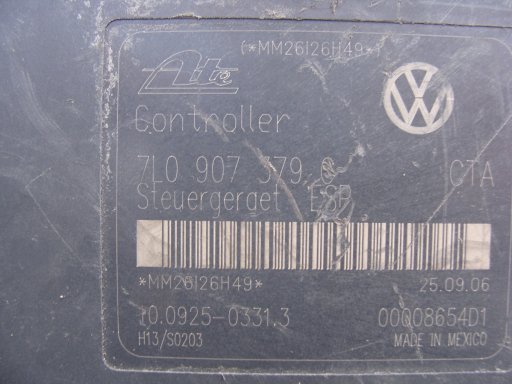 (*MM26I26H49*)
Ate
Controller
7L0 907 379 CTA
Steuergerget ESP
*MM26I26H49* 25.09.06
10.0925-0331.3 00008654D1
H13/S0203 MADE IN MEXICO